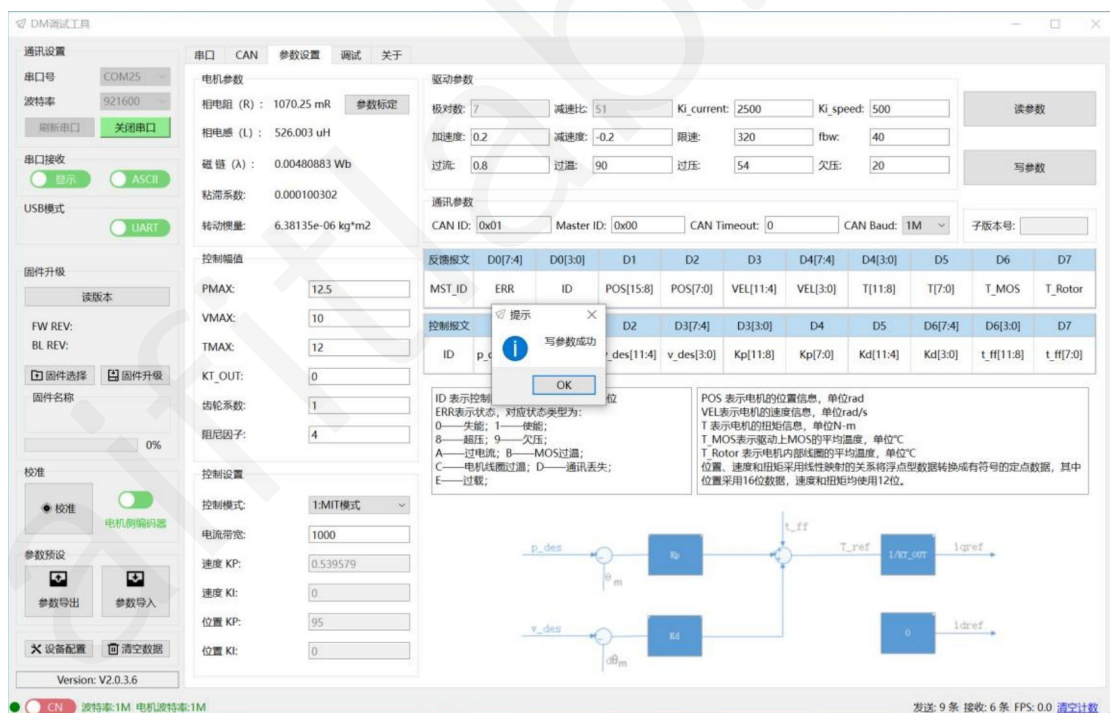 DM调试工具
通讯设置
串口号 COM25
波特率 921600
刷新串口 关闭串口
串口接收
显示 ASCII
USB模式
UART
固件升级
读版本
FW REV:
BL REV:
固件选择 固件升级
固件名称
0%
校准
校准 电机侧编码器
参数预设
参数导出 参数导入
设备配置 清空数据
Version: V2.0.3.6
串口 CAN 参数设置 调试 关于
电机参数
相电阻 (R) : 1070.25 mR 参数标定
相电感 (L) : 526.003 uH
磁 链 (λ) : 0.00480883 Wb
粘滞系数: 0.000100302
转动惯量: 6.38135e-06 kg*m2
控制幅值
PMAX: 12.5
VMAX: 10
TMAX: 12
KT_OUT: 0
齿轮系数: 1
阻尼因子: 4
控制设置
控制模式: 1:MIT模式
电流带宽: 1000
速度 KP: 0.539579
速度 KI: 0
位置 KP: 95
位置 KI: 0
驱动参数
极对数: 7 减速比: 51 Ki_current: 2500 Ki_speed: 500 读参数
加速度: 0.2 减速度: -0.2 限速: 320 fbw: 40
过流: 0.8 过温: 90 过压: 54 欠压: 20 写参数
通讯参数
CAN ID: 0x01 Master ID: 0x00 CAN Timeout: 0 CAN Baud: 1M 子版本号:
反馈报文 D0[7:4] D0[3:0] D1 D2 D3 D4[7:4] D4[3:0] D5 D6 D7
MST_ID ERR ID POS[15:8] POS[7:0] VEL[11:4] VEL[3:0] T[11:8] T[7:0] T_MOS T_Rotor
控制报文 D2 D3[7:4] D3[3:0] D4 D5 D6[7:4] D6[3:0] D7
ID _des[11:4] v_des[3:0] Kp[11:8] Kp[7:0] Kd[11:4] Kd[3:0] t_ff[11:8] t_ff[7:0]
提示
写参数成功
OK
ID 表示控制 位
ERR表示状态，对应状态类型为:
0——失能; 1——使能;
8——超压; 9——欠压;
A——过电流; B——MOS过温;
C——电机线圈过温; D——通讯丢失;
E——过载;
POS 表示电机的位置信息，单位rad
VEL表示电机的速度信息，单位rad/s
T 表示电机的扭矩信息，单位N-m
T_MOS表示驱动上MOS的平均温度，单位℃
T_Rotor 表示电机内部线圈的平均温度，单位℃
位置、速度和扭矩采用线性映射的关系将浮点型数据转换成有符号的定点数据，其中
位置采用16位数据，速度和扭矩均使用12位。
t_ff
p_des Kp T_ref 1/KT_OUT iqref
θm
v_des Kd 0 idref
dθm
CN 波特率:1M 电机波特率:1M 发送: 9 条 接收: 6 条 FPS: 0.0 清空计数